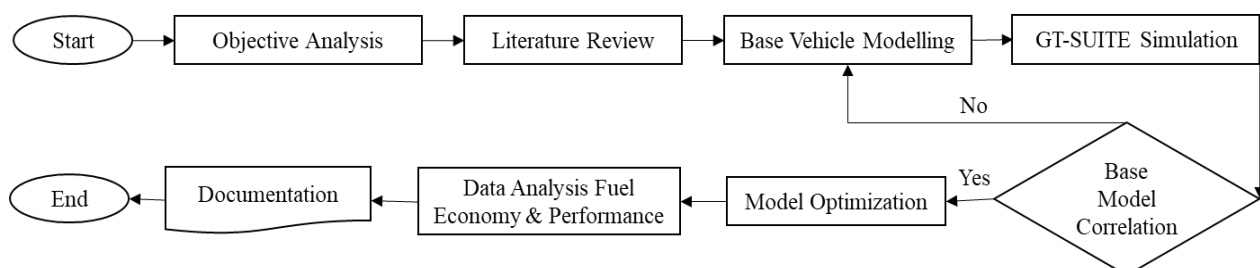 Start
Objective Analysis
Literature Review
Base Vehicle Modelling
GT-SUITE Simulation
No
Base
Model
Correlation
Yes
Model Optimization
Data Analysis Fuel
Economy & Performance
Documentation
End